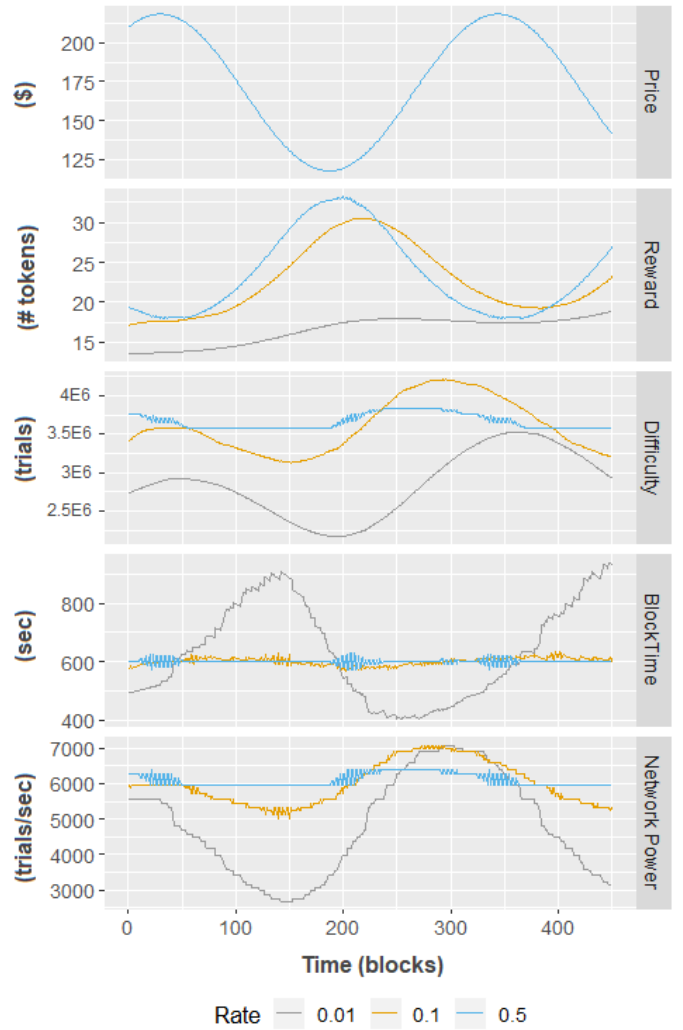 200
175
150
125
($)
Price
30
25
20
15
(# tokens)
Reward
4E6
3.5E6
3E6
2.5E6
(trials)
Difficulty
800
600
400
(sec)
BlockTime
7000
6000
5000
4000
3000
(trials/sec)
Network Power
0 100 200 300 400
Time (blocks)
Rate 0.01 0.1 0.5